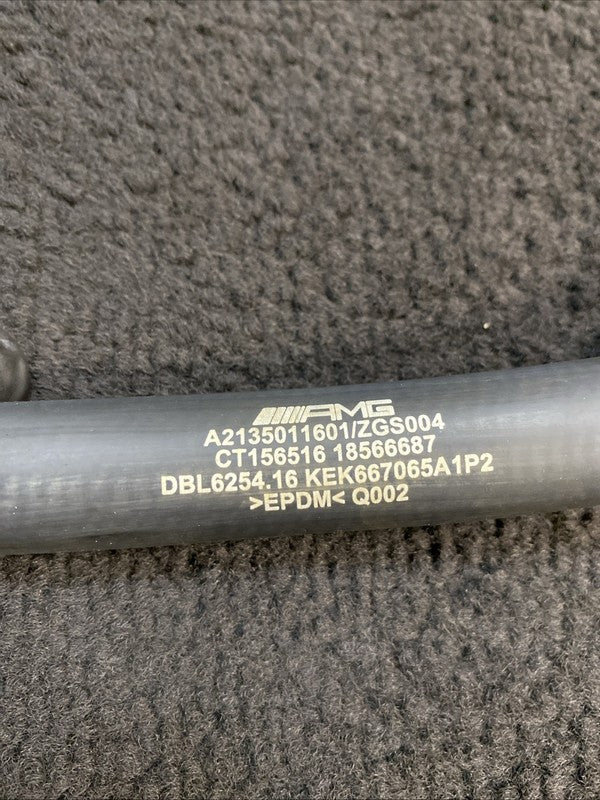 AMG
A2135011601/ZGS004
CT156516 18566687
DBL6254.16 KEK667065A1P2
>EPDM< Q002